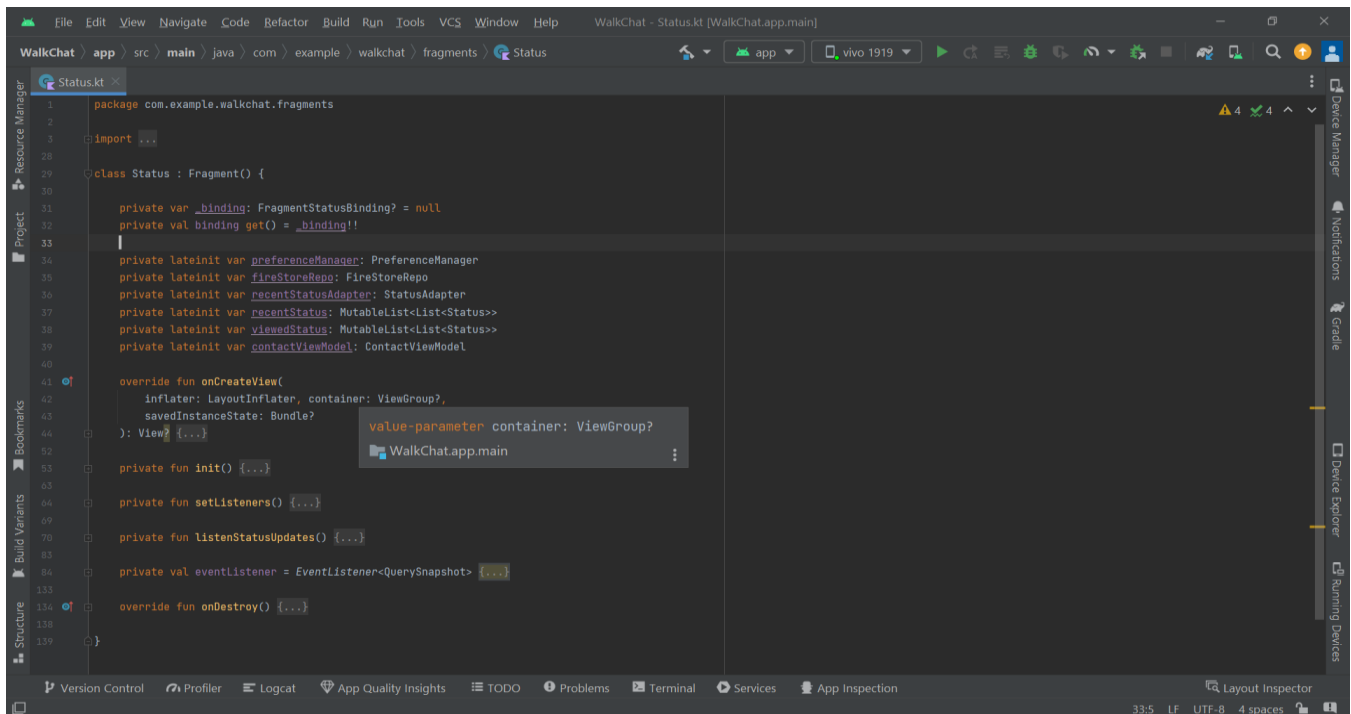 File Edit View Navigate Code Refactor Build Run Tools VCS Window Help WalkChat - Status.kt [WalkChat.app.main]
WalkChat app src main java com example walkchat fragments Status app vivo 1919
Status.kt
Resource Manager
Project
Bookmarks
Build Variants
Structure
1 package com.example.walkchat.fragments
2
3 import ...
28
29 class Status : Fragment() {
30
31 private var _binding: FragmentStatusBinding? = null
32 private val binding get() = _binding!!
33
34 private lateinit var preferenceManager: PreferenceManager
35 private lateinit var fireStoreRepo: FireStoreRepo
36 private lateinit var recentStatusAdapter: StatusAdapter
37 private lateinit var recentStatus: MutableList<List<Status>>
38 private lateinit var viewedStatus: MutableList<List<Status>>
39 private lateinit var contactViewModel: ContactViewModel
40
41 override fun onCreateView(
42 inflater: LayoutInflater, container: ViewGroup?,
43 savedInstanceState: Bundle?
44 ): View? {...}
52
53 private fun init() {...}
63
64 private fun setListeners() {...}
69
70 private fun listenStatusUpdates() {...}
83
84 private val eventListener = EventListener<QuerySnapshot> {...}
133
134 override fun onDestroy() {...}
138
139 }
value-parameter container: ViewGroup?
WalkChat.app.main
4 4
Device Manager
Notifications
Gradle
Device Explorer
Running Devices
Version Control Profiler Logcat App Quality Insights TODO Problems Terminal Services App Inspection Layout Inspector
33:5 LF UTF-8 4 spaces